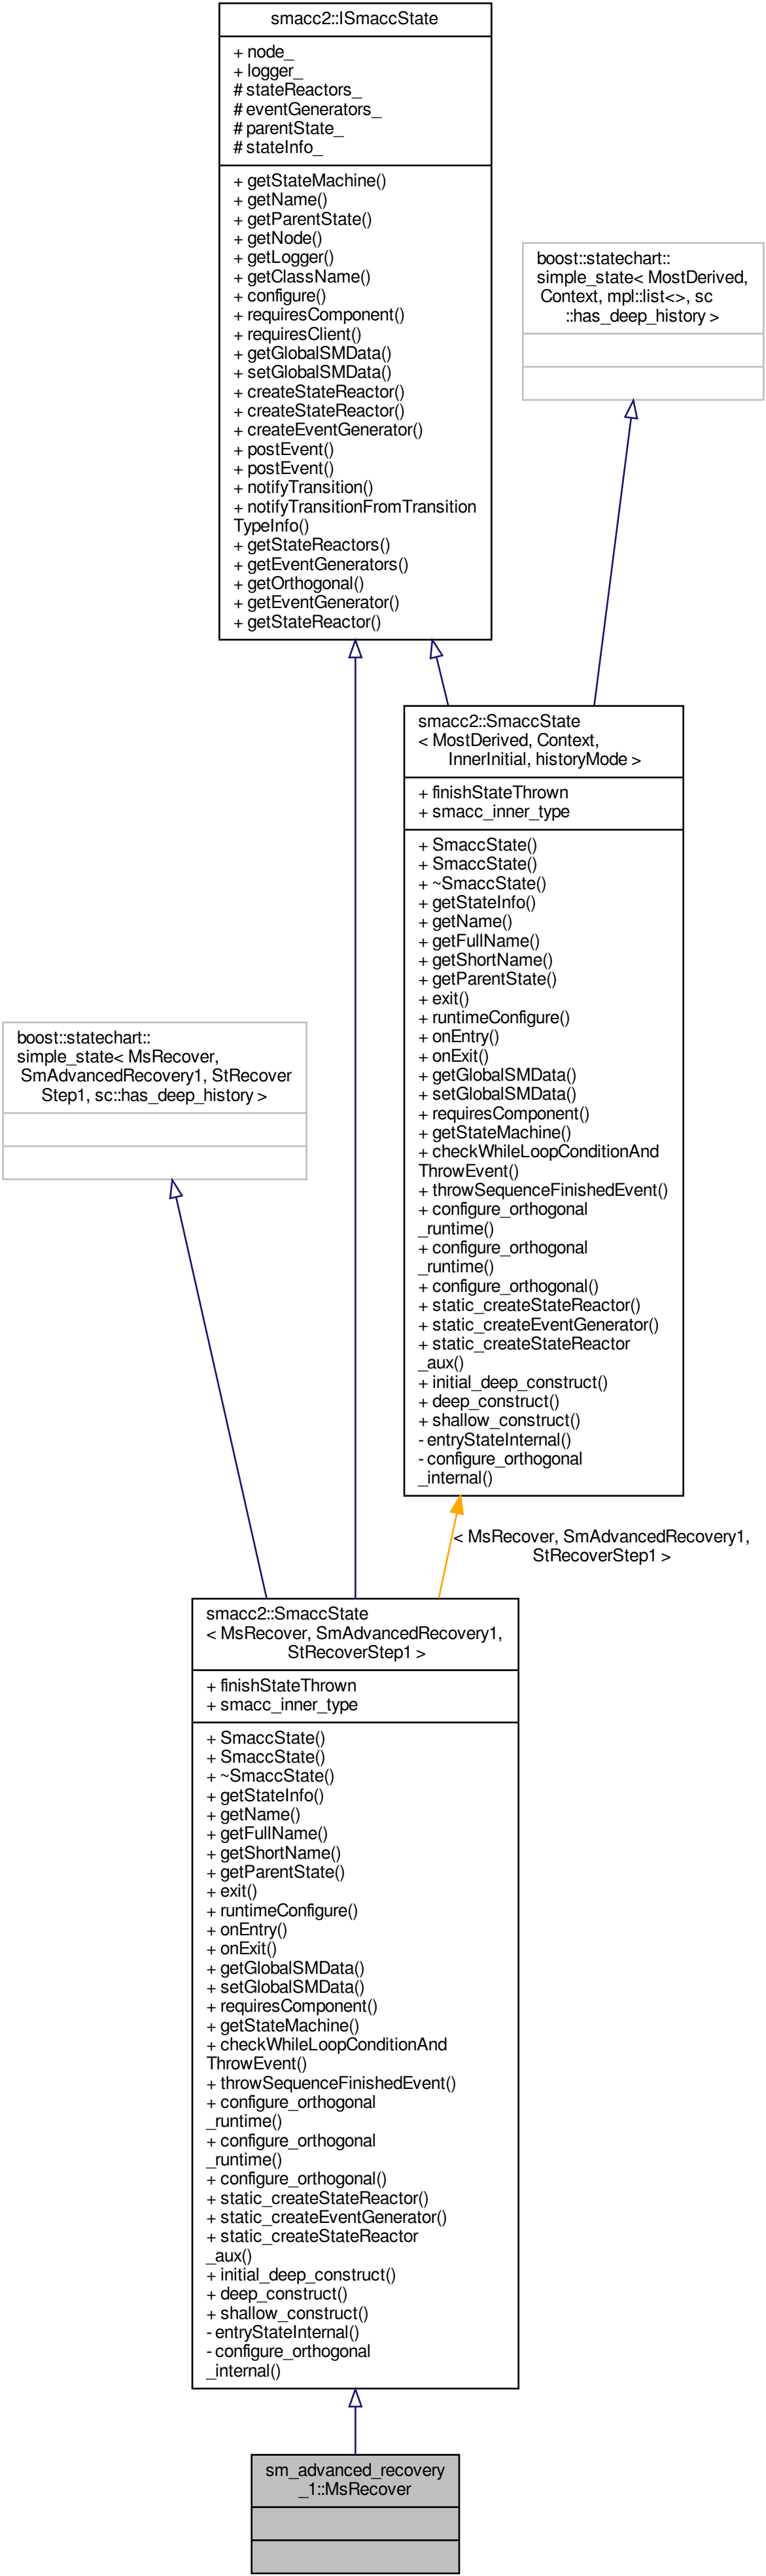 smacc2::ISmaccState
+ node_
+ logger_
# stateReactors_
# eventGenerators_
# parentState_
# stateInfo_
+ getStateMachine()
+ getName()
+ getParentState()
+ getNode()
+ getLogger()
+ getClassName()
+ configure()
+ requiresComponent()
+ requiresClient()
+ getGlobalSMData()
+ setGlobalSMData()
+ createStateReactor()
+ createStateReactor()
+ createEventGenerator()
+ postEvent()
+ postEvent()
+ notifyTransition()
+ notifyTransitionFromTransition
TypeInfo()
+ getStateReactors()
+ getEventGenerators()
+ getOrthogonal()
+ getEventGenerator()
+ getStateReactor()
boost::statechart::
simple_state< MostDerived,
Context, mpl::list<>, sc
::has_deep_history >
smacc2::SmaccState
< MostDerived, Context,
InnerInitial, historyMode >
+ finishStateThrown
+ smacc_inner_type
+ SmaccState()
+ SmaccState()
+ ~SmaccState()
+ getStateInfo()
+ getName()
+ getFullName()
+ getShortName()
+ getParentState()
+ exit()
+ runtimeConfigure()
+ onEntry()
+ onExit()
+ getGlobalSMData()
+ setGlobalSMData()
+ requiresComponent()
+ getStateMachine()
+ checkWhileLoopConditionAnd
ThrowEvent()
+ throwSequenceFinishedEvent()
+ configure_orthogonal
_runtime()
+ configure_orthogonal
_runtime()
+ configure_orthogonal()
+ static_createStateReactor()
+ static_createEventGenerator()
+ static_createStateReactor
_aux()
+ initial_deep_construct()
+ deep_construct()
+ shallow_construct()
- entryStateInternal()
- configure_orthogonal
_internal()
boost::statechart::
simple_state< MsRecover,
SmAdvancedRecovery1, StRecover
Step1, sc::has_deep_history >
< MsRecover, SmAdvancedRecovery1,
StRecoverStep1 >
smacc2::SmaccState
< MsRecover, SmAdvancedRecovery1,
StRecoverStep1 >
+ finishStateThrown
+ smacc_inner_type
+ SmaccState()
+ SmaccState()
+ ~SmaccState()
+ getStateInfo()
+ getName()
+ getFullName()
+ getShortName()
+ getParentState()
+ exit()
+ runtimeConfigure()
+ onEntry()
+ onExit()
+ getGlobalSMData()
+ setGlobalSMData()
+ requiresComponent()
+ getStateMachine()
+ checkWhileLoopConditionAnd
ThrowEvent()
+ throwSequenceFinishedEvent()
+ configure_orthogonal
_runtime()
+ configure_orthogonal
_runtime()
+ configure_orthogonal()
+ static_createStateReactor()
+ static_createEventGenerator()
+ static_createStateReactor
_aux()
+ initial_deep_construct()
+ deep_construct()
+ shallow_construct()
- entryStateInternal()
- configure_orthogonal
_internal()
sm_advanced_recovery
_1::MsRecover